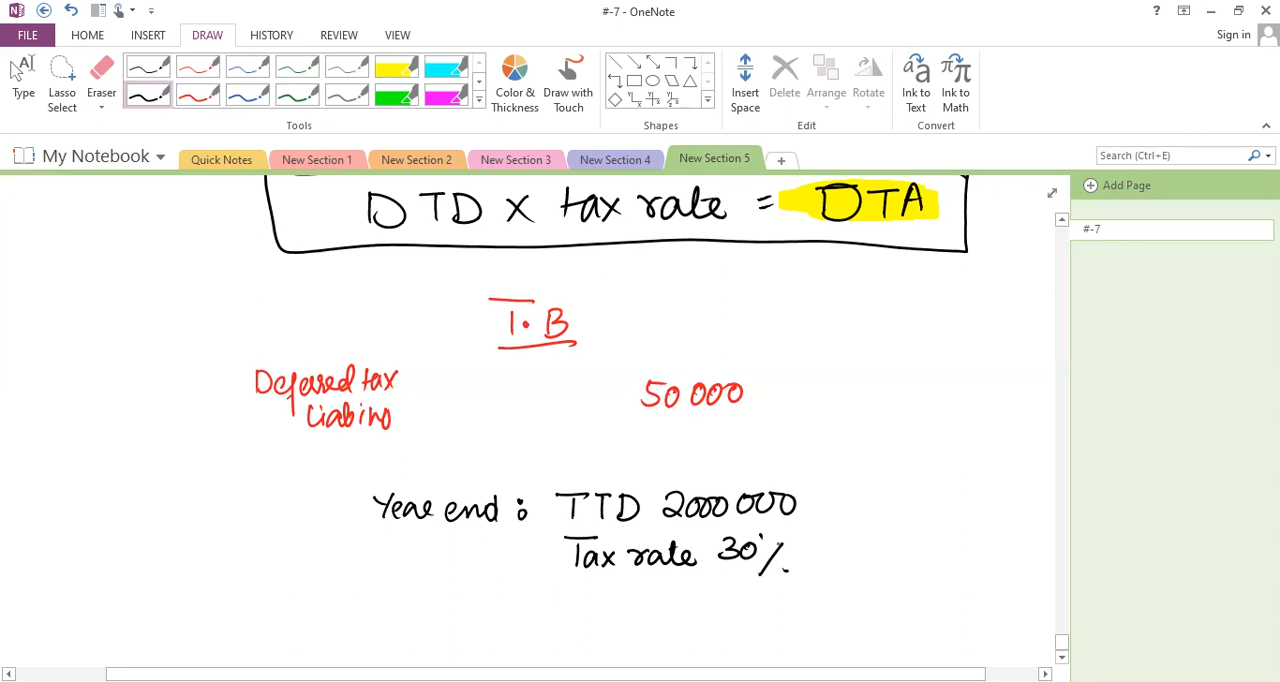 #-7 - OneNote
? Sign in
FILE HOME INSERT DRAW HISTORY REVIEW VIEW
Type
Lasso Select
Eraser
Color & Thickness
Draw with Touch
Insert Space
Delete
Arrange
Rotate
Ink to Text
Ink to Math
Tools Shapes Edit Convert
My Notebook Quick Notes New Section 1 New Section 2 New Section 3 New Section 4 New Section 5 Search (Ctrl+E)
Add Page
#-7
DTD x tax rate = DTA
T.B
Defered tax 50 000
Year end : TTD 2000 000
Tax rate 30%